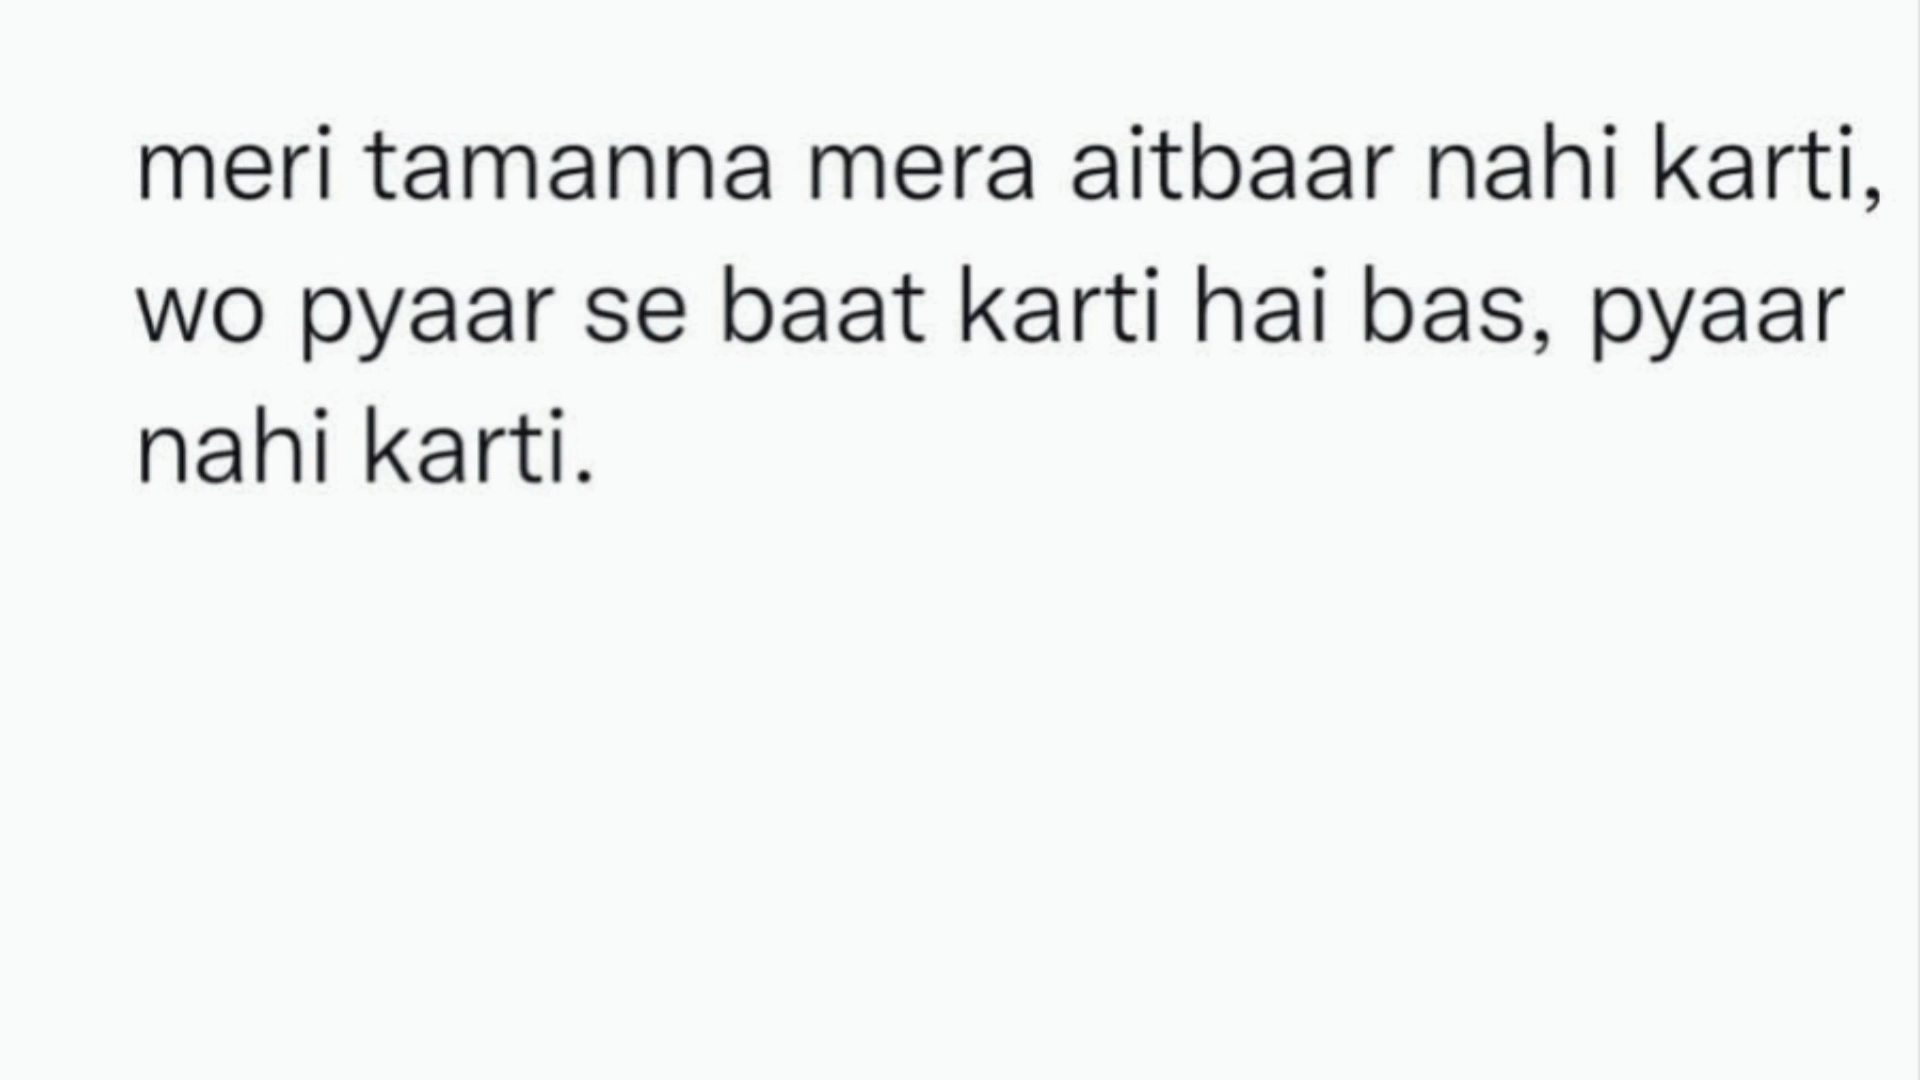 meri tamanna mera aitbaar nahi karti,
wo pyaar se baat karti hai bas, pyaar
nahi karti.